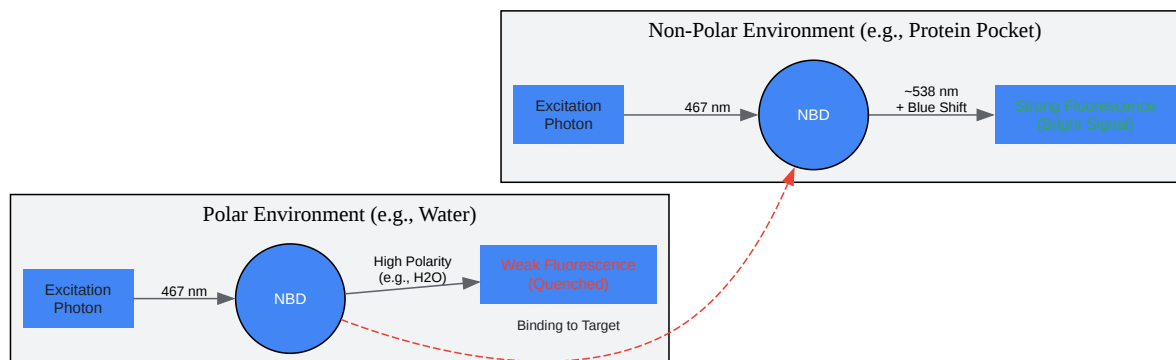 Non-Polar Environment (e.g., Protein Pocket)
Excitation
Photon
467 nm
NBD
~538 nm
+ Blue Shift
Strong Fluorescence
(Bright Signal)
Polar Environment (e.g., Water)
Excitation
Photon
467 nm
NBD
High Polarity
(e.g., H2O)
Weak Fluorescence
(Quenched)
Binding to Target